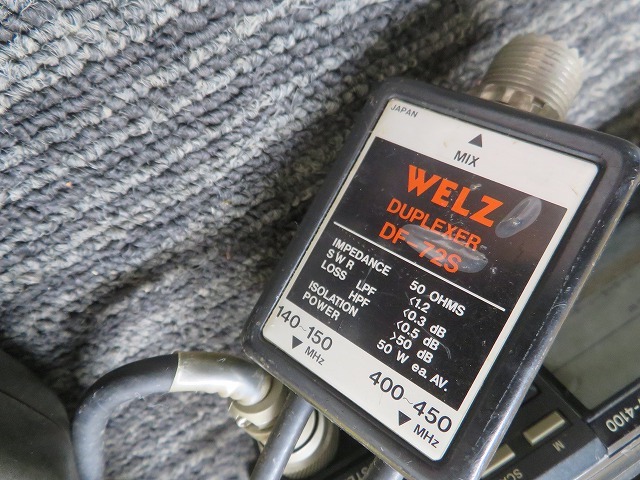 JAPAN
MIX
WELZ
DUPLEXER
DF-72S
IMPEDANCE 50 OHMS
SWR <1.2
LOSS LPF <0.3 dB
HPF <0.5 dB
ISOLATION >50 dB
POWER 50 W ea. AV.
140~150 MHz
400~450 MHz
-4100
M